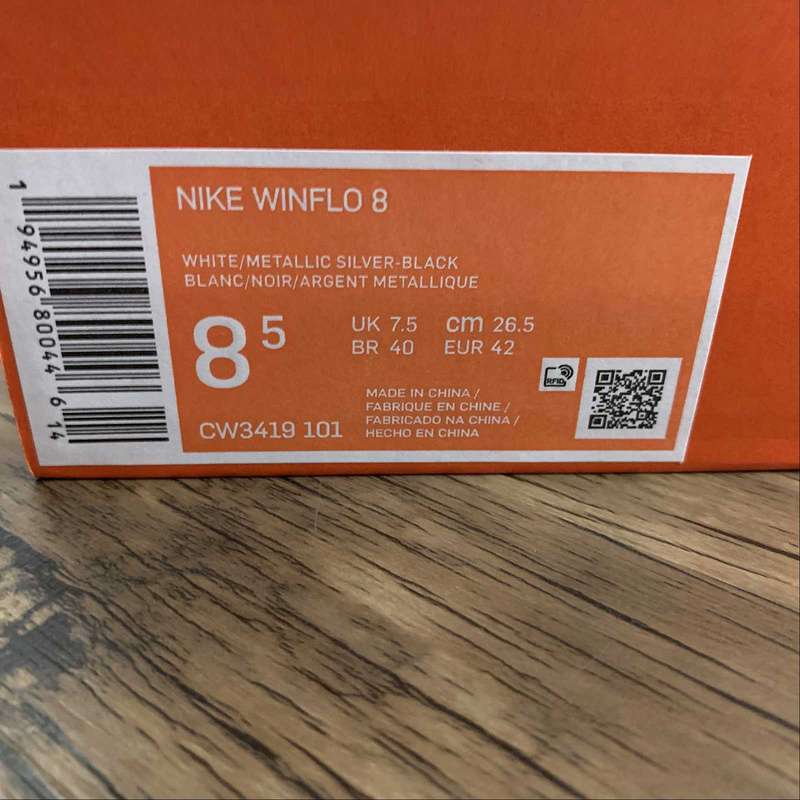 NIKE WINFLO 8
WHITE/METALLIC SILVER-BLACK
BLANC/NOIR/ARGENT METALLIQUE
8 5
UK 7.5 cm 26.5
BR 40 EUR 42
MADE IN CHINA /
FABRIQUE EN CHINE /
FABRICADO NA CHINA /
HECHO EN CHINA
CW3419 101
RFID
1 94956 80044 6 14